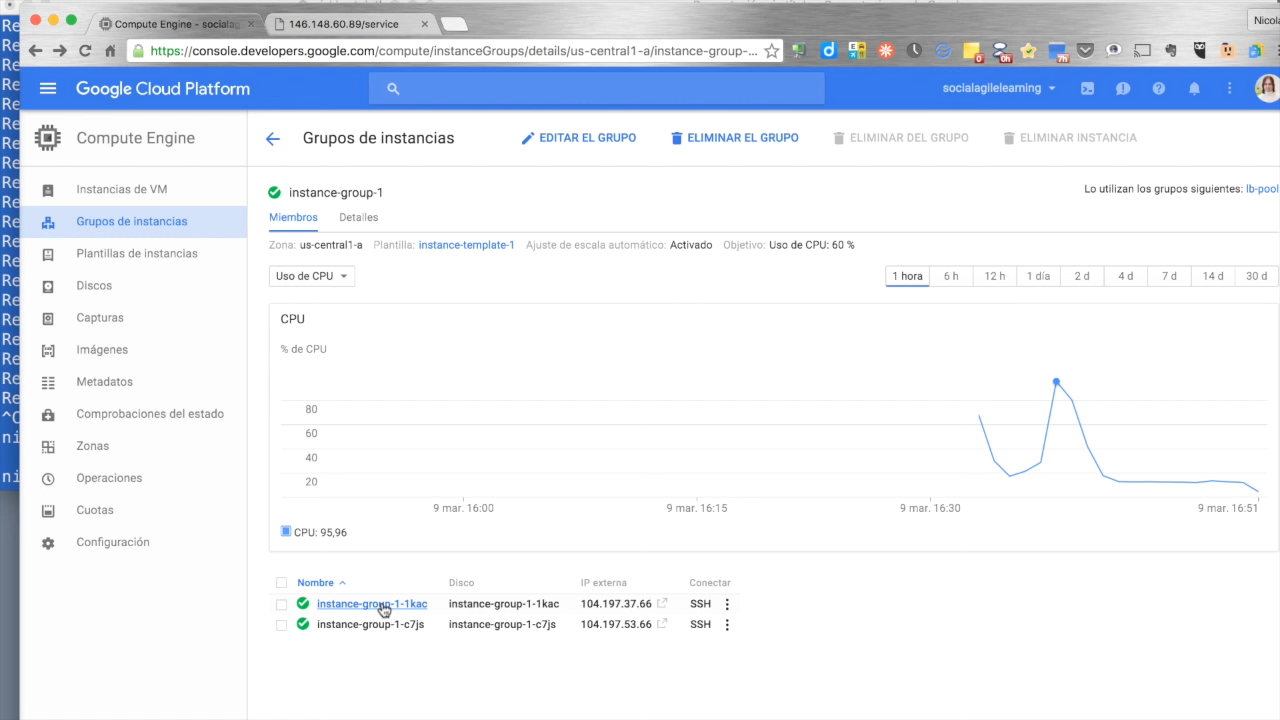 Compute Engine - socialag
146.148.60.89/service
Nicola
https://console.developers.google.com/compute/instanceGroups/details/us-central1-a/instance-group-...
0
0h
7h
Google Cloud Platform
socialagilelearning
Compute Engine
Grupos de instancias
EDITAR EL GRUPO
ELIMINAR EL GRUPO
ELIMINAR DEL GRUPO
ELIMINAR INSTANCIA
Instancias de VM
Grupos de instancias
Plantillas de instancias
Discos
Capturas
Imágenes
Metadatos
Comprobaciones del estado
Zonas
Operaciones
Cuotas
Configuración
instance-group-1
Lo utilizan los grupos siguientes: lb-pool
Miembros Detalles
Zona: us-central1-a Plantilla: instance-template-1 Ajuste de escala automático: Activado Objetivo: Uso de CPU: 60 %
Uso de CPU
1 hora 6 h 12 h 1 día 2 d 4 d 7 d 14 d 30 d
CPU
% de CPU
80
60
40
20
9 mar. 16:00 9 mar. 16:15 9 mar. 16:30 9 mar. 16:51
CPU: 95,96
Nombre Disco IP externa Conectar
instance-group-1-1kac instance-group-1-1kac 104.197.37.66 SSH
instance-group-1-c7js instance-group-1-c7js 104.197.53.66 SSH